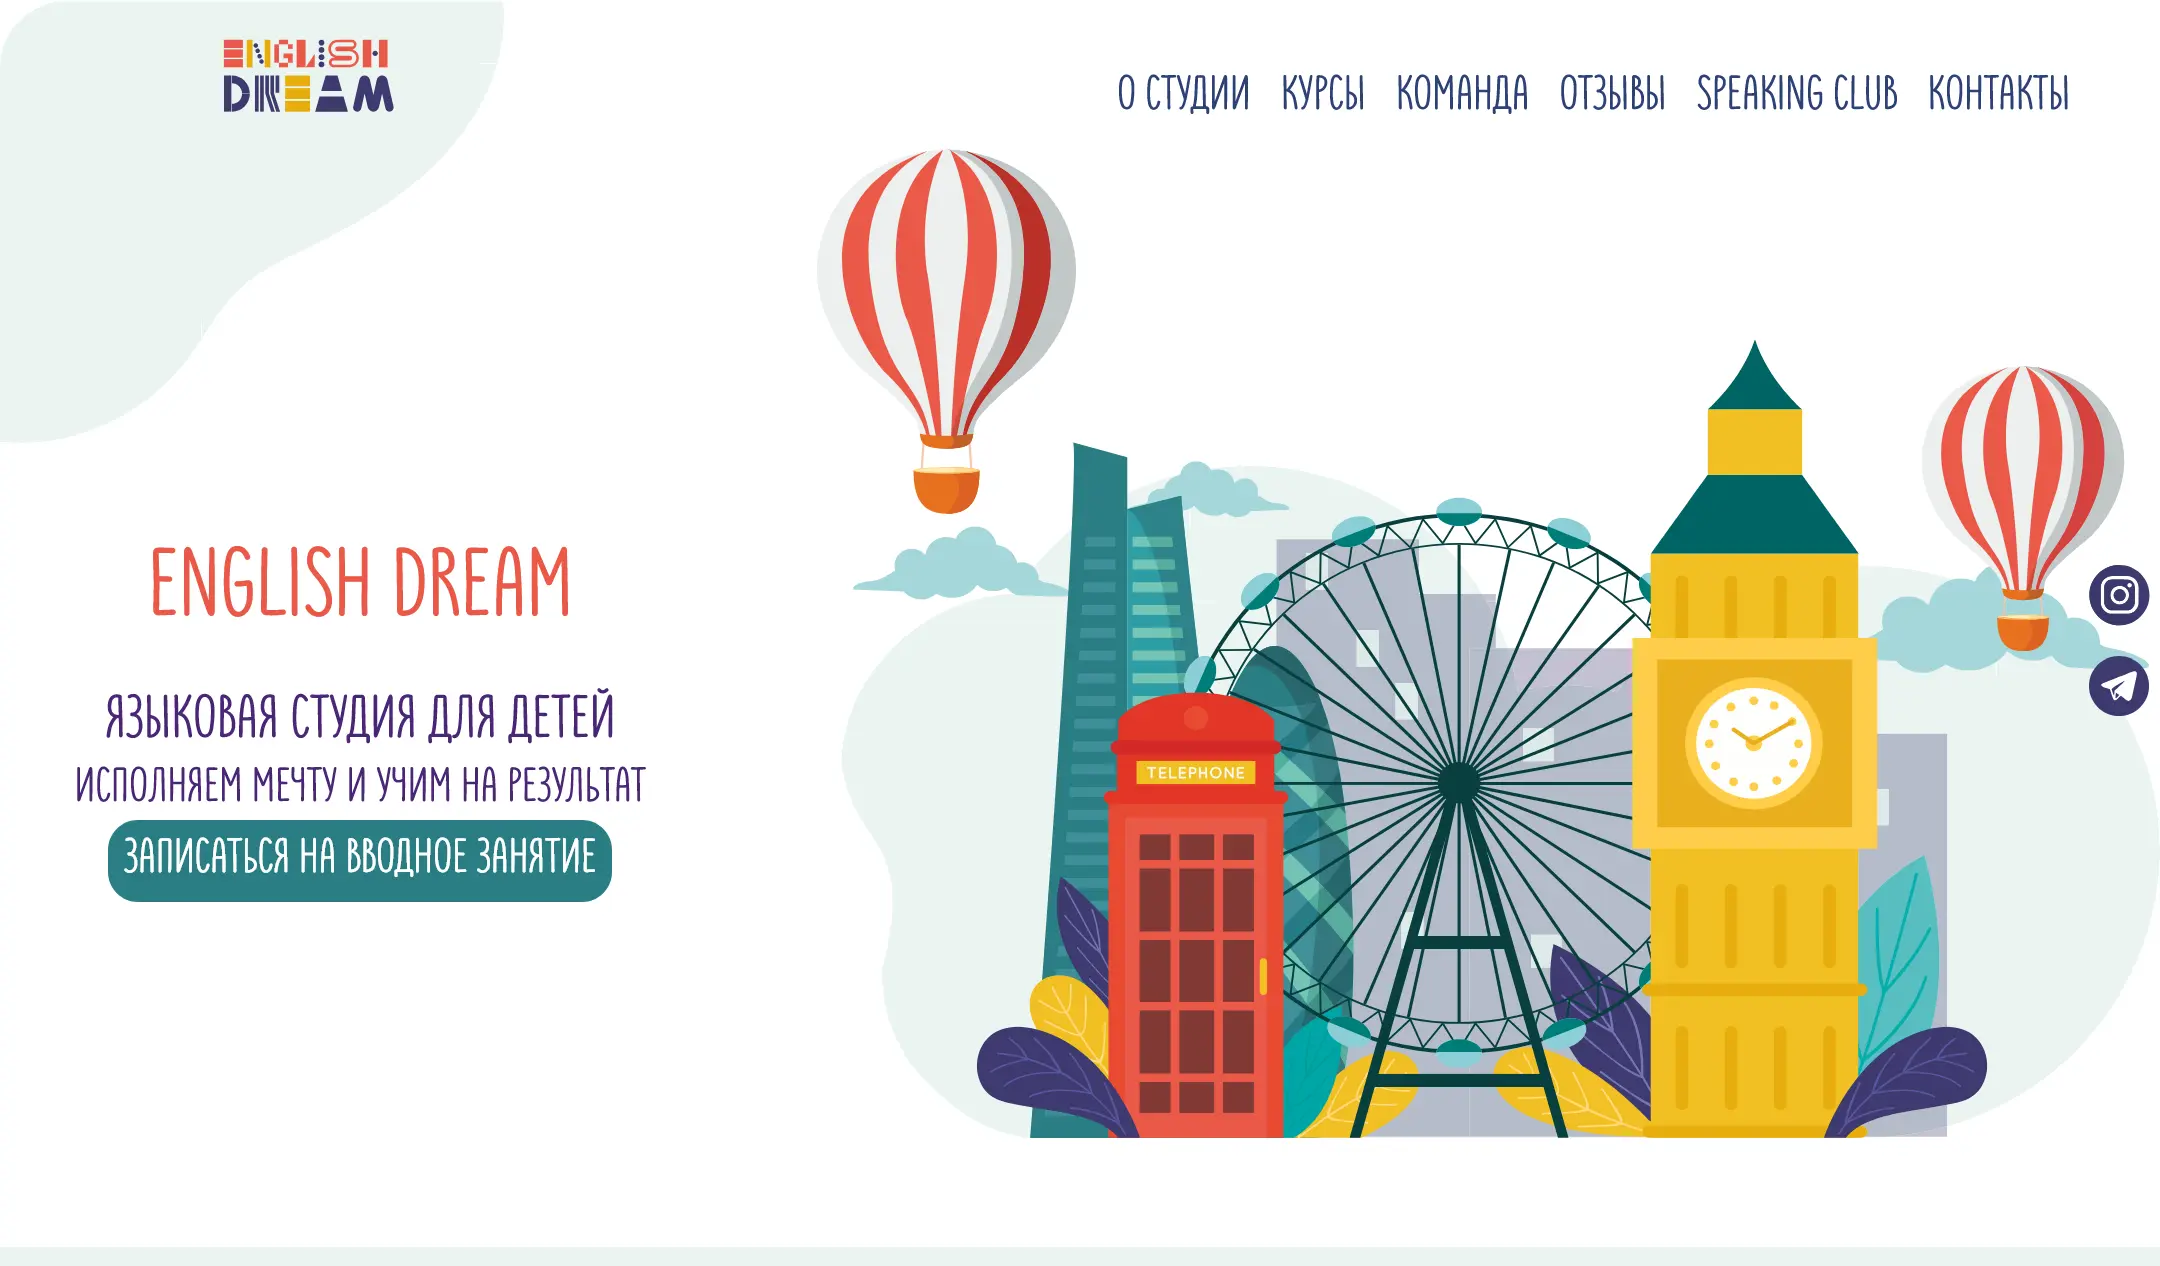 ENGLISH
DREAM
О СТУДИИ КУРСЫ КОМАНДА ОТЗЫВЫ SPEAKING CLUB КОНТАКТЫ
ENGLISH DREAM
ЯЗЫКОВАЯ СТУДИЯ ДЛЯ ДЕТЕЙ
ИСПОЛНЯЕМ МЕЧТУ И УЧИМ НА РЕЗУЛЬТАТ
ЗАПИСАТЬСЯ НА ВВОДНОЕ ЗАНЯТИЕ
TELEPHONE